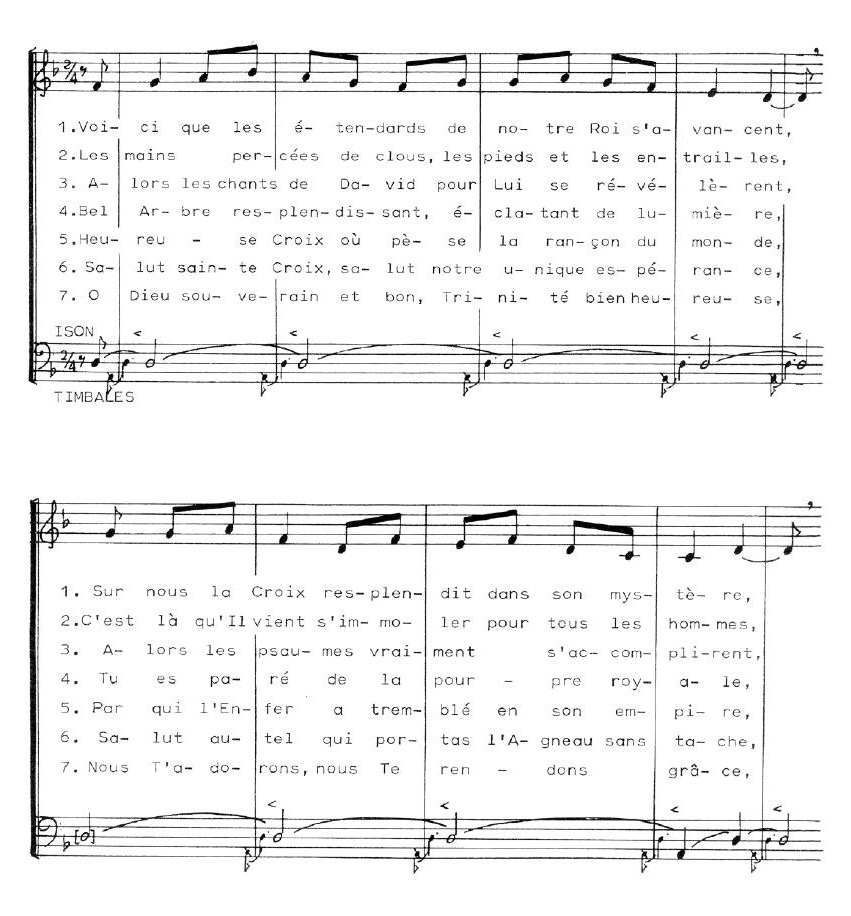 1.Voi- ci que les é- ten-dards de no- tre Roi s'a- van- cent,
2.Les mains per- cées de clous, les pieds et les en- trail- les,
3. A- lors les chants de Da- vid pour Lui se ré- vé- lè- rent,
4.Bel Ar- bre res- plen- dis- sant, é- cla- tant de lu- miè- re,
5.Heu- reu - se Croix où pè- se la ran- çon du mon- de,
6. Sa- lut sain- te Croix, sa- lut notre u- nique es- pé- ran- ce,
7. O Dieu sou- ve- rain et bon, Tri- ni- té bien heu- reu- se,
ISON
TIMBALES
1. Sur nous la Croix res- plen- dit dans son mys- tè- re,
2.C'est là qu'Il vient s'im- mo- ler pour tous les hom- mes,
3. A- lors les psau- mes vrai- ment s'ac- com- pli- rent,
4. Tu es pa- ré de la pour - pre roy- a- le,
5. Par qui l'En- fer a trem- blé en son em- pi- re,
6. Sa- lut au- tel qui por- tas l'A- gneau sans ta- che,
7. Nous T'a- do- rons, nous Te ren - dons grâ- ce,